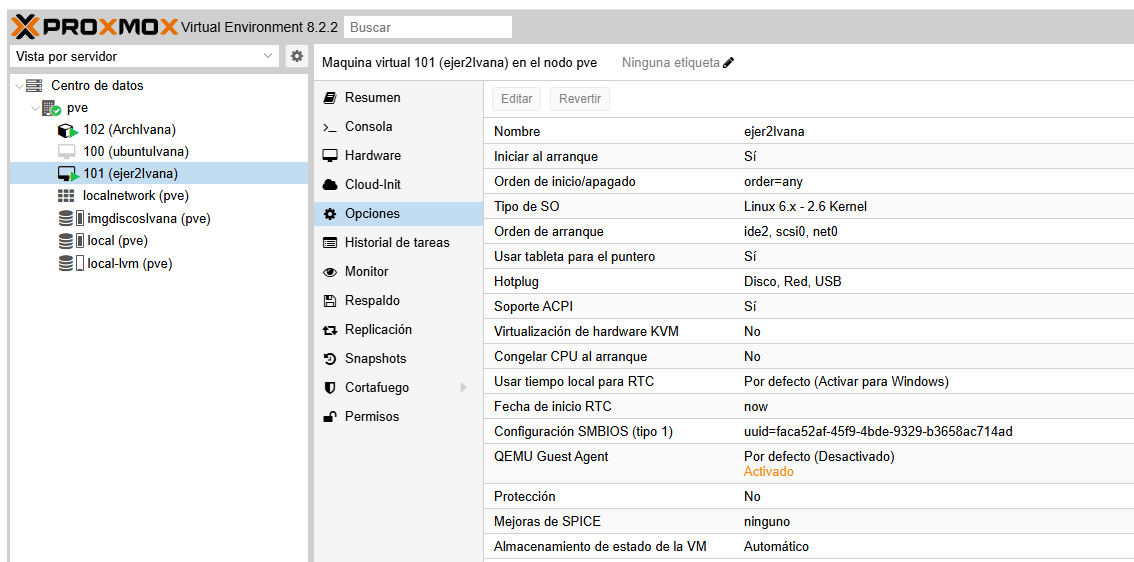 PROXMOX Virtual Environment 8.2.2 Buscar
Vista por servidor
Centro de datos
pve
102 (ArchIvana)
100 (ubuntuIvana)
101 (ejer2Ivana)
localnetwork (pve)
imgdiscosIvana (pve)
local (pve)
local-lvm (pve)
Maquina virtual 101 (ejer2Ivana) en el nodo pve Ninguna etiqueta
Resumen
Consola
Hardware
Cloud-Init
Opciones
Historial de tareas
Monitor
Respaldo
Replicación
Snapshots
Cortafuego
Permisos
Editar Revertir
Nombre ejer2Ivana
Iniciar al arranque Sí
Orden de inicio/apagado order=any
Tipo de SO Linux 6.x - 2.6 Kernel
Orden de arranque ide2, scsi0, net0
Usar tableta para el puntero Sí
Hotplug Disco, Red, USB
Soporte ACPI Sí
Virtualización de hardware KVM No
Congelar CPU al arranque No
Usar tiempo local para RTC Por defecto (Activar para Windows)
Fecha de inicio RTC now
Configuración SMBIOS (tipo 1) uuid=faca52af-45f9-4bde-9329-b3658ac714ad
QEMU Guest Agent Por defecto (Desactivado)
Activado
Protección No
Mejoras de SPICE ninguno
Almacenamiento de estado de la VM Automático